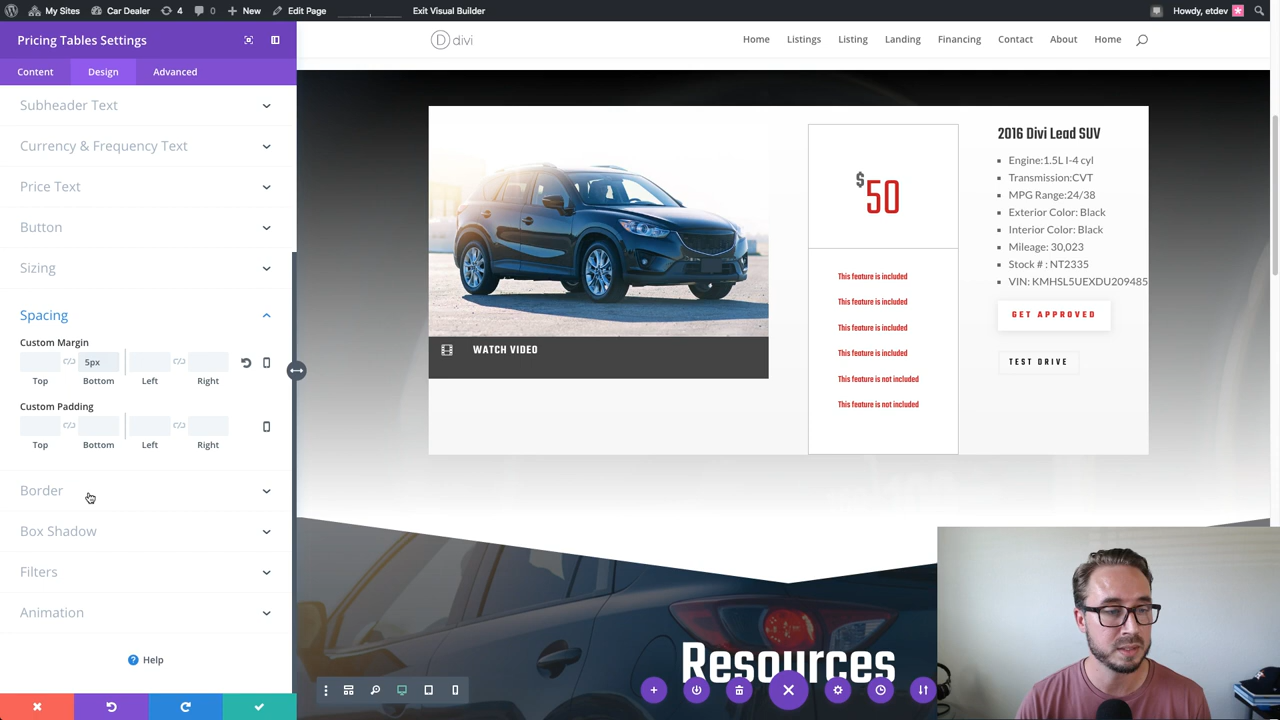 My Sites
Car Dealer
4
0
New
Edit Page
Exit Visual Builder
Howdy, etdev
Pricing Tables Settings
Content
Design
Advanced
Subheader Text
Currency & Frequency Text
Price Text
Button
Sizing
Spacing
Custom Margin
5px
Top
Bottom
Left
Right
Custom Padding
Top
Bottom
Left
Right
Border
Box Shadow
Filters
Animation
? Help
D divi
Home
Listings
Listing
Landing
Financing
Contact
About
Home
WATCH VIDEO
$50
This feature is included
This feature is included
This feature is included
This feature is included
This feature is not included
This feature is not included
2016 Divi Lead SUV
Engine:1.5L I-4 cyl
Transmission:CVT
MPG Range:24/38
Exterior Color: Black
Interior Color: Black
Mileage: 30,023
Stock # : NT2335
VIN: KMHSL5UEXDU209485
GET APPROVED
TEST DRIVE
Resources